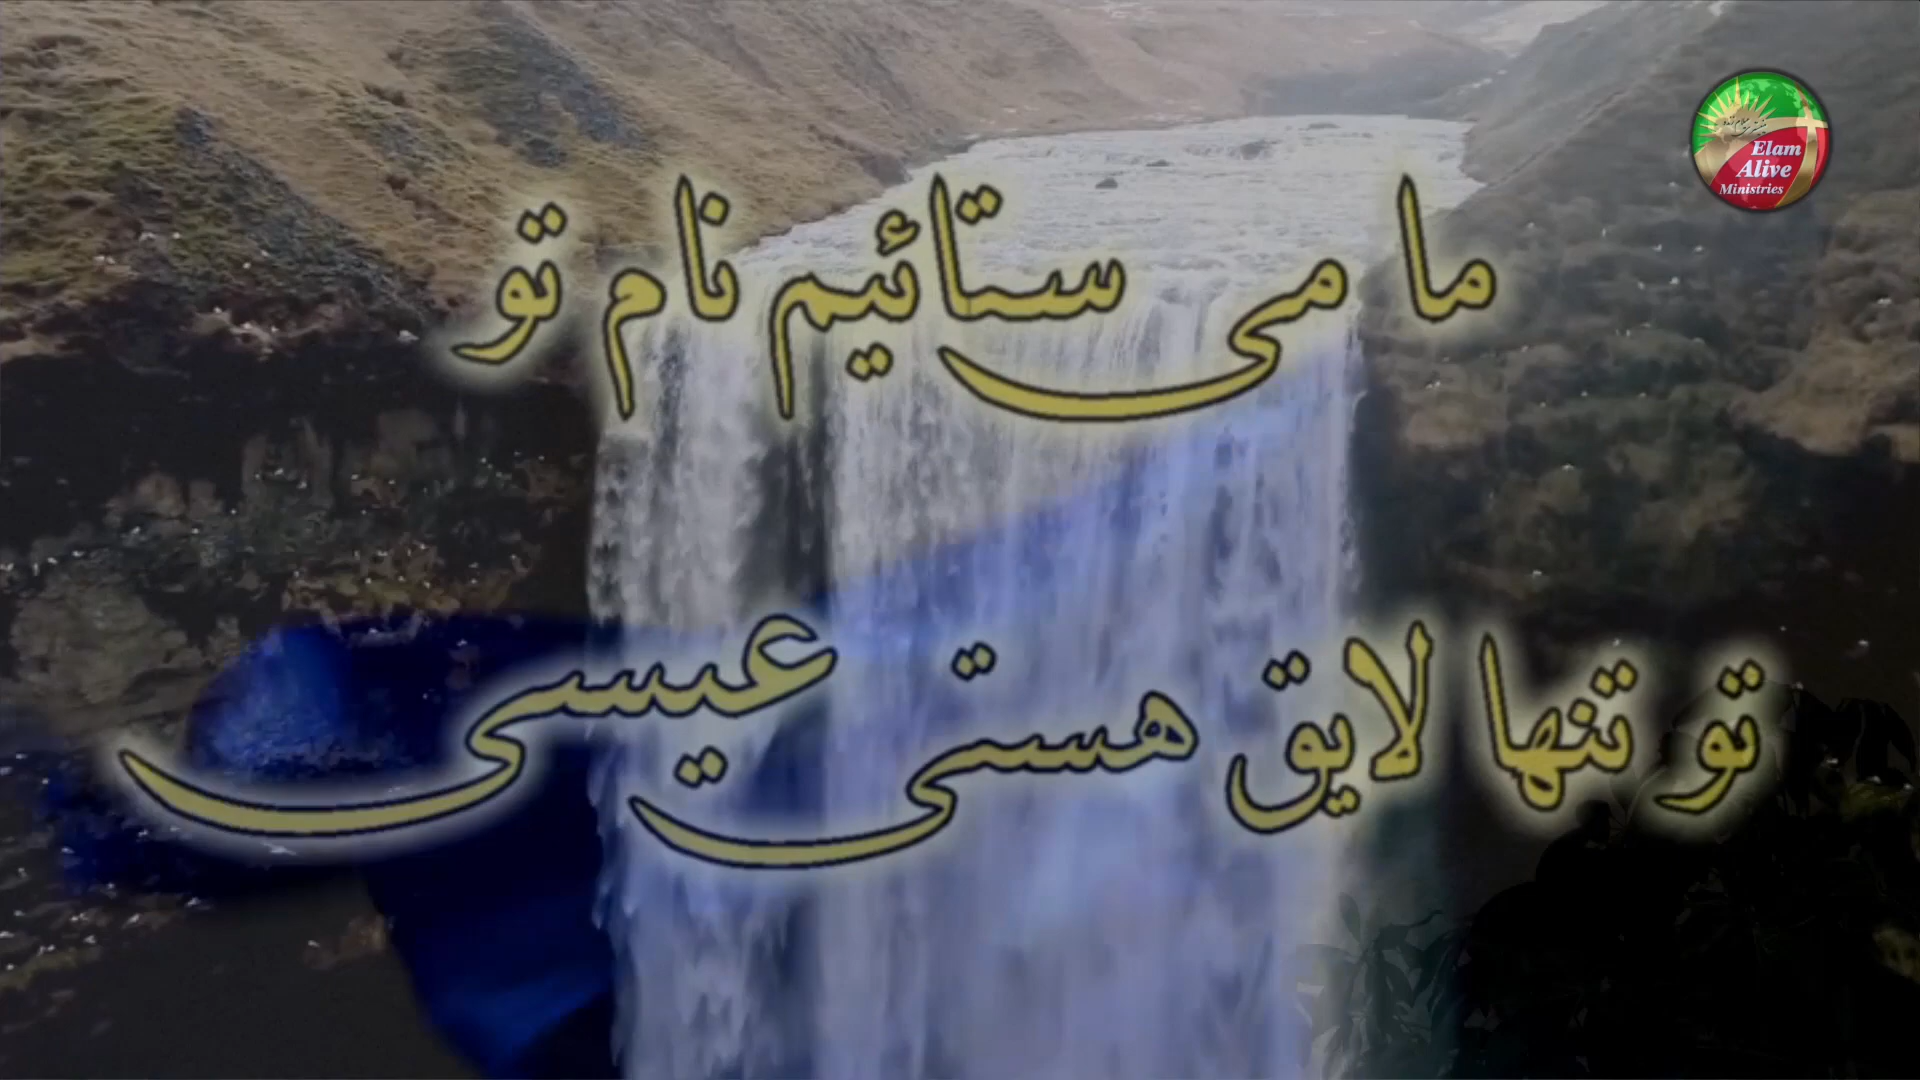 ما می ستائیم نام تو
تو تنها لایق هستی عیسی
Elam
Alive
Ministries